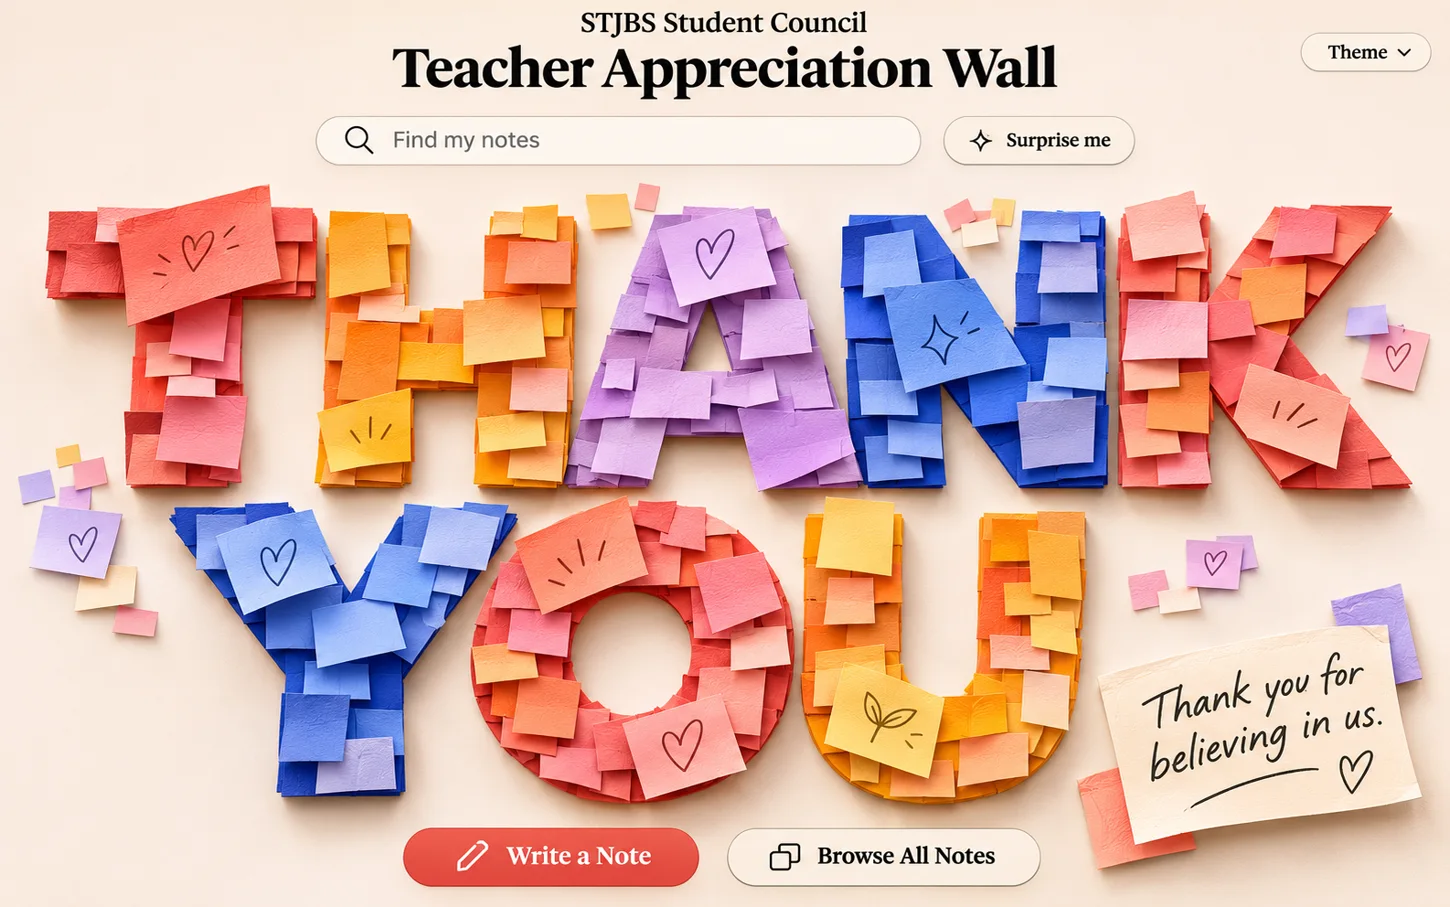 STJBS Student Council
Teacher Appreciation Wall
Theme
Find my notes
Surprise me
THANK
YOU
Thank you for
believing in us.
Write a Note
Browse All Notes